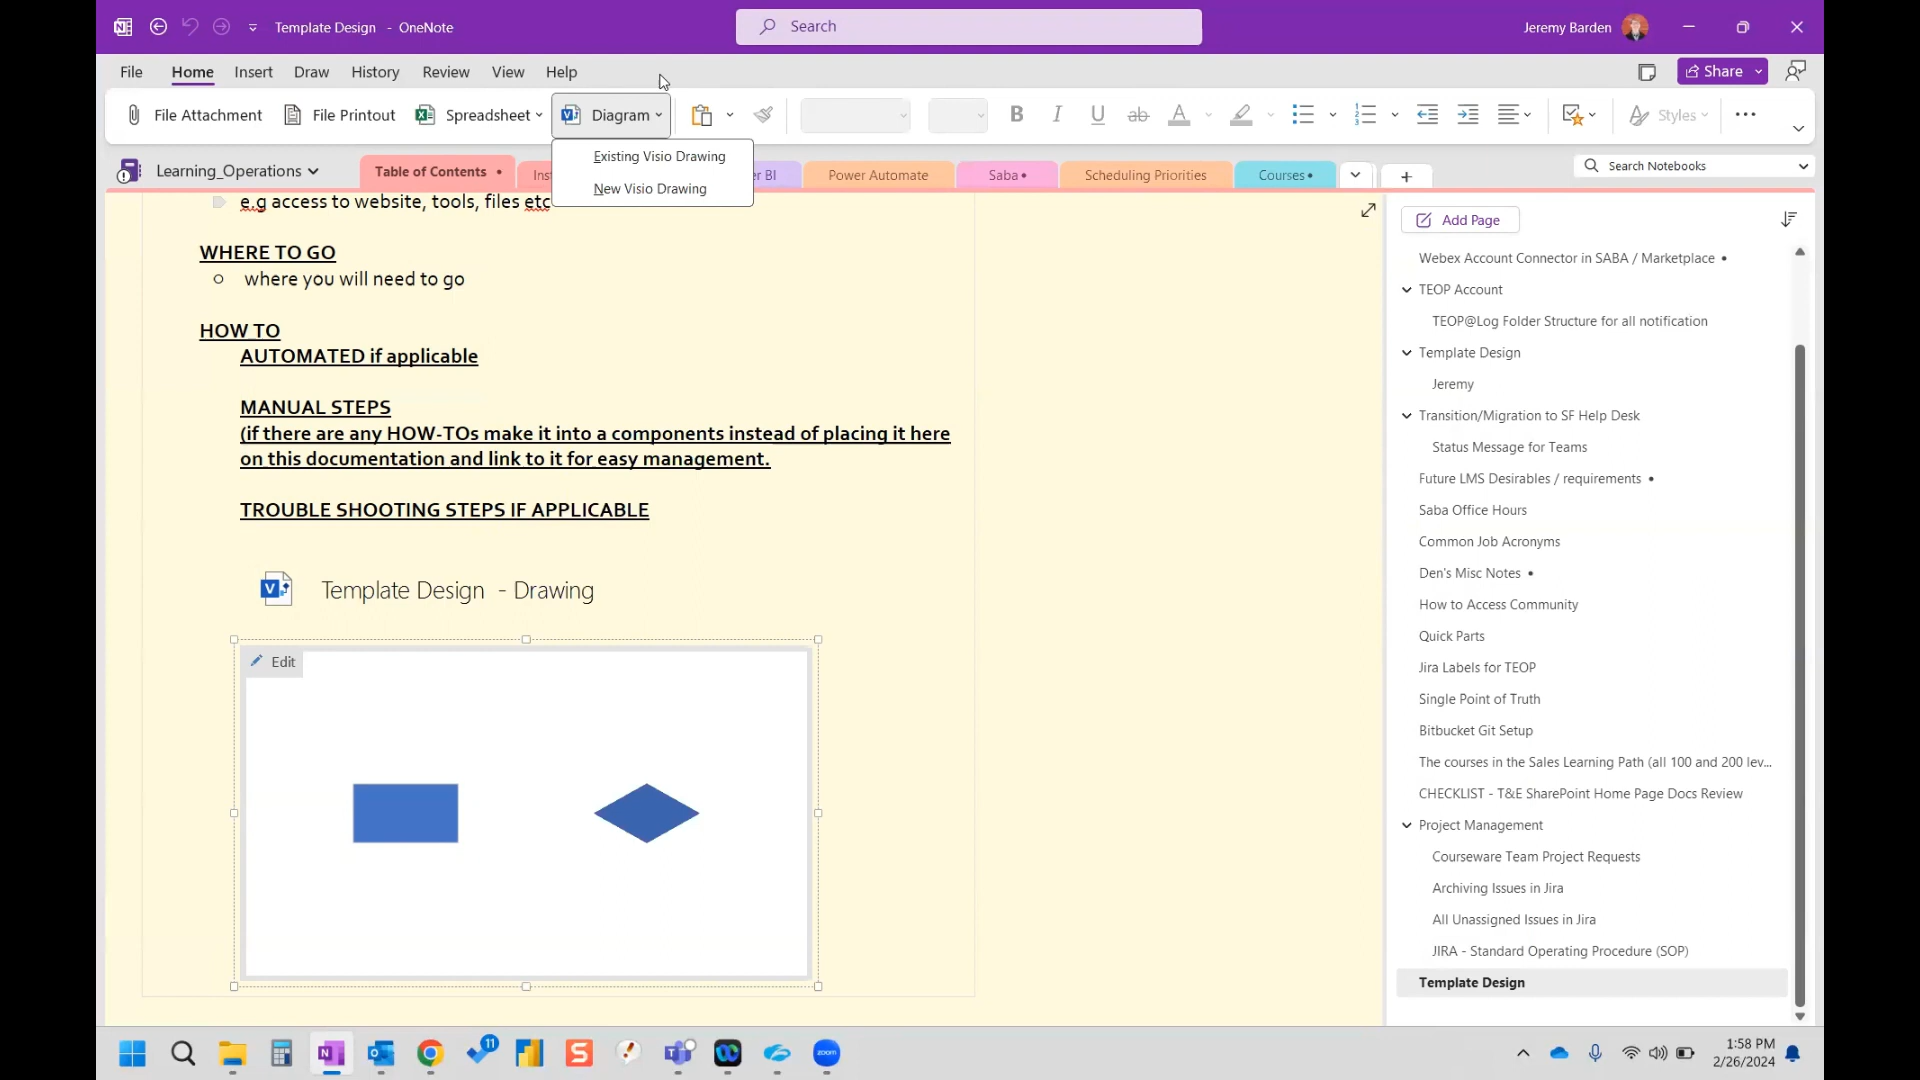 Template Design - OneNote
Search
Jeremy Barden
File Home Insert Draw History Review View Help
Share
File Attachment File Printout Spreadsheet Diagram B I U ab A Styles
Existing Visio Drawing
New Visio Drawing
Learning_Operations Table of Contents Inst er BI Power Automate Saba Scheduling Priorities Courses
Search Notebooks
e.g access to website, tools, files etc
WHERE TO GO
where you will need to go
HOW TO
AUTOMATED if applicable
MANUAL STEPS
(if there are any HOW-TOs make it into a components instead of placing it here
on this documentation and link to it for easy management.
TROUBLE SHOOTING STEPS IF APPLICABLE
Template Design - Drawing
Edit
Add Page
Webex Account Connector in SABA / Marketplace
TEOP Account
TEOP@Log Folder Structure for all notification
Template Design
Jeremy
Transition/Migration to SF Help Desk
Status Message for Teams
Future LMS Desirables / requirements
Saba Office Hours
Common Job Acronyms
Den's Misc Notes
How to Access Community
Quick Parts
Jira Labels for TEOP
Single Point of Truth
Bitbucket Git Setup
The courses in the Sales Learning Path (all 100 and 200 lev...
CHECKLIST - T&E SharePoint Home Page Docs Review
Project Management
Courseware Team Project Requests
Archiving Issues in Jira
All Unassigned Issues in Jira
JIRA - Standard Operating Procedure (SOP)
Template Design
11
zoom
1:58 PM
2/26/2024